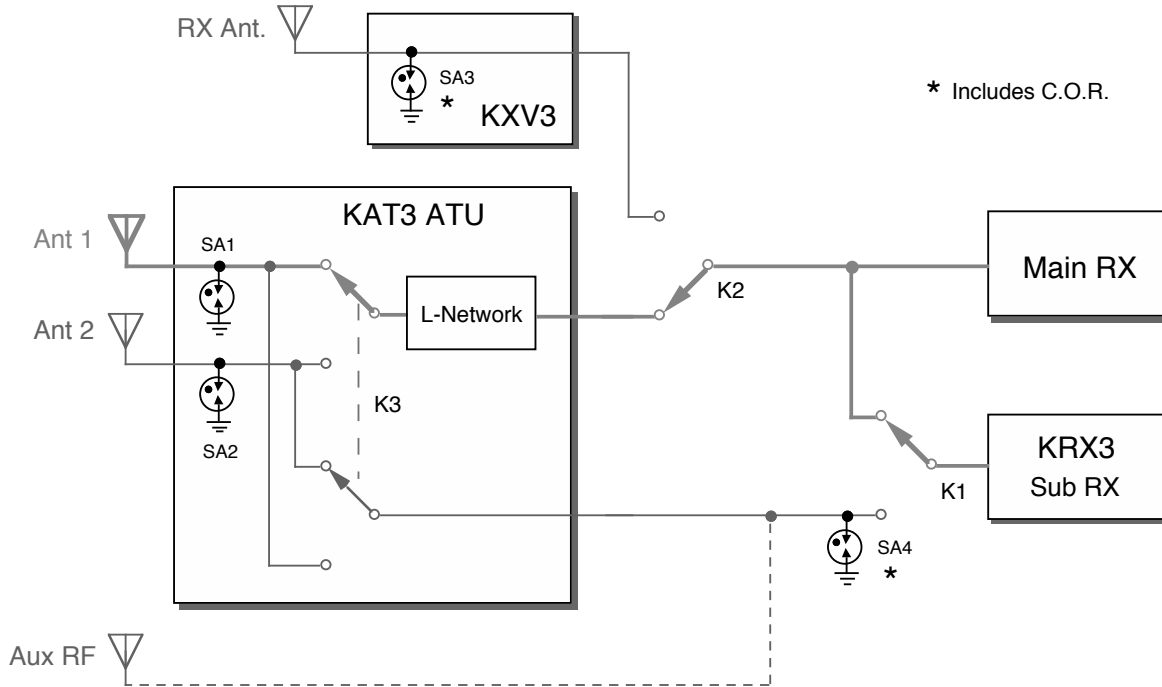 RX Ant.
SA3
*
KXV3
* Includes C.O.R.
KAT3 ATU
Ant 1
SA1
L-Network
K2
Main RX
Ant 2
SA2
K3
KRX3
Sub RX
K1
SA4
*
Aux RF